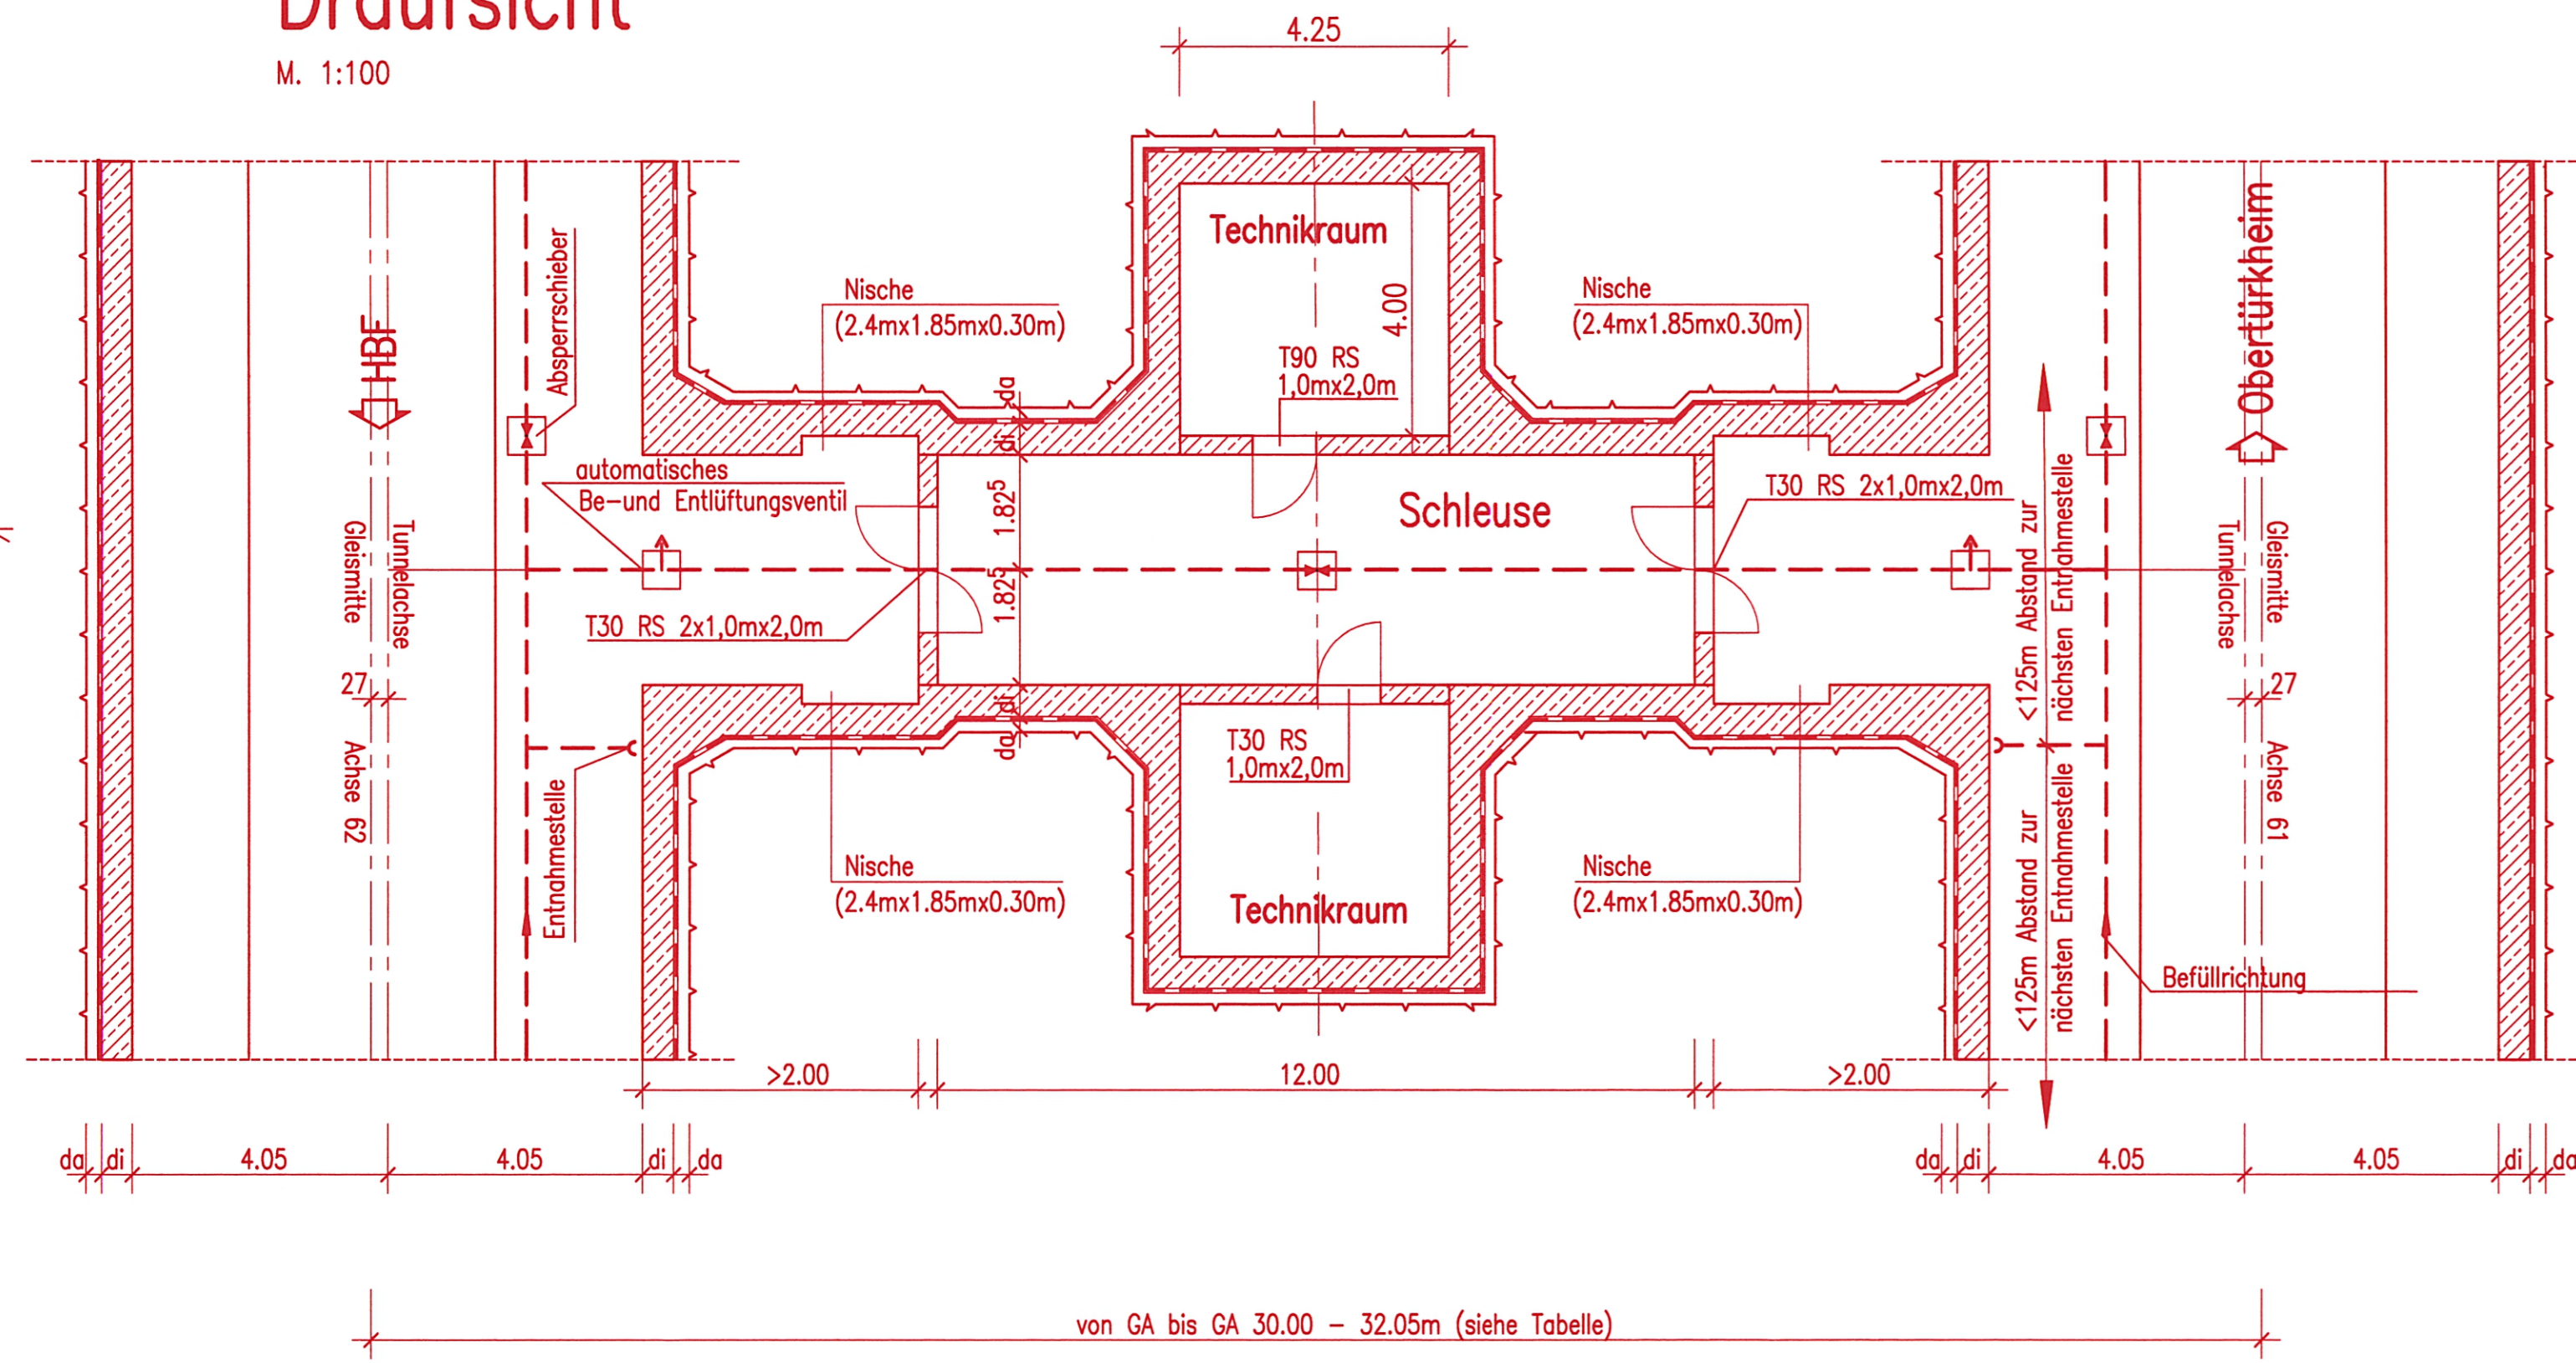 Draufsicht
M. 1:100
4.25
Technikraum
4.00
T90 RS
1,0mx2,0m
Nische
(2.4mx1.85mx0.30m)
Nische
(2.4mx1.85mx0.30m)
Absperrschieber
HBF
Obertürkheim
da
di
automatisches
Be-und Entlüftungsventil
1.825
1.825
Schleuse
T30 RS 2x1,0mx2,0m
T30 RS 2x1,0mx2,0m
Gleismitte
Tunnelachse
Tunnelachse
Gleismitte
<125m Abstand zur
nächsten Entnahmestelle
27
27
Achse 62
Achse 61
di
da
T30 RS
1,0mx2,0m
Entnahmestelle
Nische
(2.4mx1.85mx0.30m)
Nische
(2.4mx1.85mx0.30m)
Technikraum
<125m Abstand zur
nächsten Entnahmestelle
Befüllrichtung
>2.00 12.00 >2.00
da di 4.05 4.05 di da da di 4.05 4.05 di da
von GA bis GA 30.00 - 32.05m (siehe Tabelle)